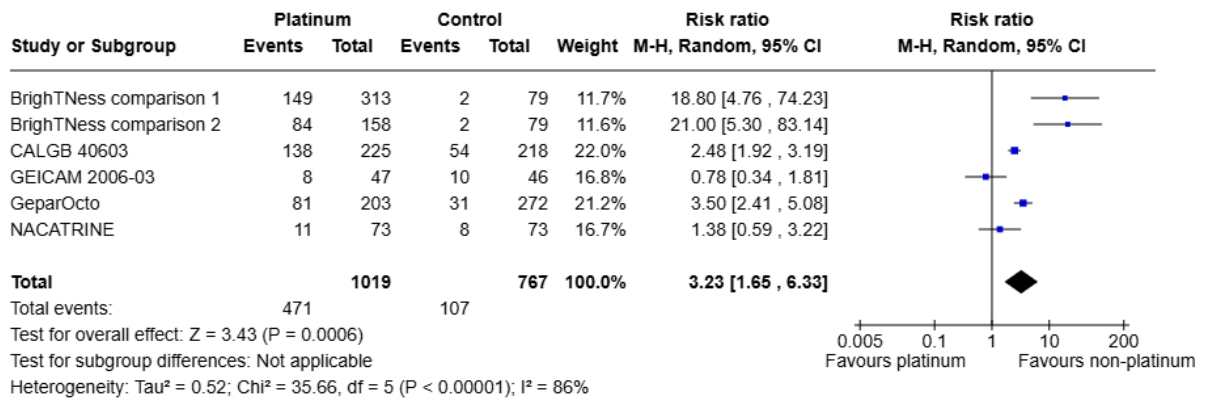 Platinum Control Risk ratio Risk ratio
Study or Subgroup Events Total Events Total Weight M-H, Random, 95% CI M-H, Random, 95% CI
BrighTNess comparison 1 149 313 2 79 11.7% 18.80 [4.76 , 74.23]
BrighTNess comparison 2 84 158 2 79 11.6% 21.00 [5.30 , 83.14]
CALGB 40603 138 225 54 218 22.0% 2.48 [1.92 , 3.19]
GEICAM 2006-03 8 47 10 46 16.8% 0.78 [0.34 , 1.81]
GeparOcto 81 203 31 272 21.2% 3.50 [2.41 , 5.08]
NACATRINE 11 73 8 73 16.7% 1.38 [0.59 , 3.22]
Total 1019 767 100.0% 3.23 [1.65 , 6.33]
Total events: 471 107
Test for overall effect: Z = 3.43 (P = 0.0006)
Test for subgroup differences: Not applicable
Heterogeneity: Tau² = 0.52; Chi² = 35.66, df = 5 (P < 0.00001); I² = 86%
0.005 0.1 1 10 200
Favours platinum Favours non-platinum